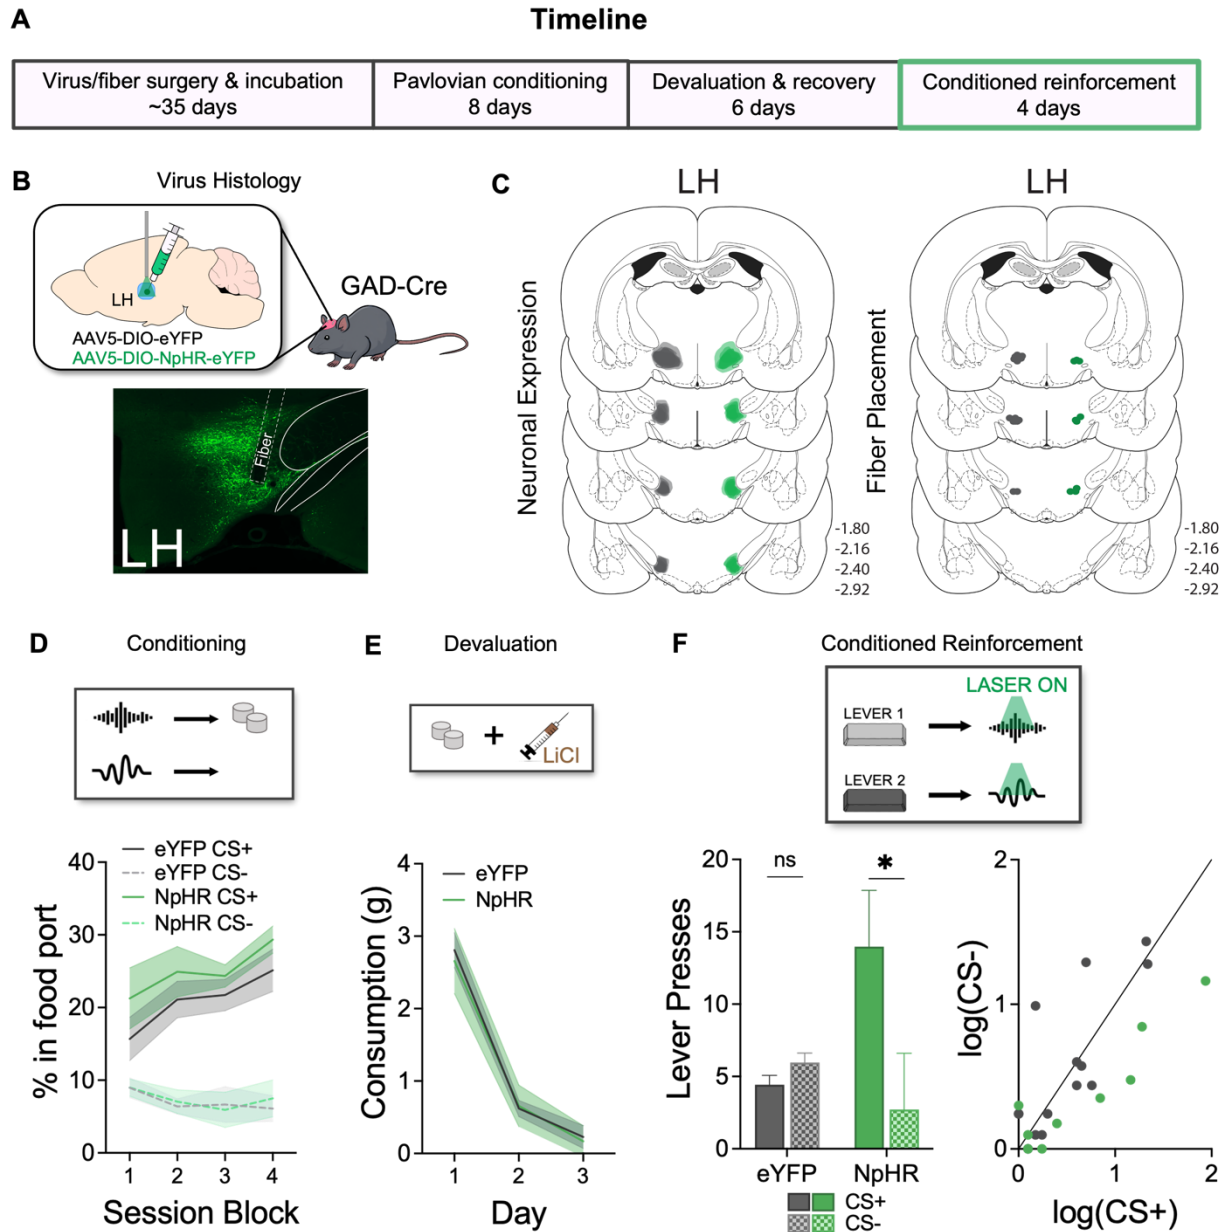 A
Timeline
Virus/fiber surgery & incubation
~35 days
Pavlovian conditioning
8 days
Devaluation & recovery
6 days
Conditioned reinforcement
4 days
B
Virus Histology
LH
AAV5-DIO-eYFP
AAV5-DIO-NpHR-eYFP
GAD-Cre
Fiber
LH
C
LH
LH
Neuronal Expression
Fiber Placement
-1.80
-2.16
-2.40
-2.92
-1.80
-2.16
-2.40
-2.92
D
Conditioning
40
30
20
10
0
% in food port
eYFP CS+
eYFP CS-
NpHR CS+
NpHR CS-
1 2 3 4
Session Block
E
Devaluation
+
LiCl
4
3
2
1
0
Consumption (g)
eYFP
NpHR
1 2 3
Day
F
Conditioned Reinforcement
LASER ON
LEVER 1
LEVER 2
20
15
10
5
0
Lever Presses
ns
*
eYFP NpHR
CS+
CS-
2
1
0
log(CS-)
0 1 2
log(CS+)